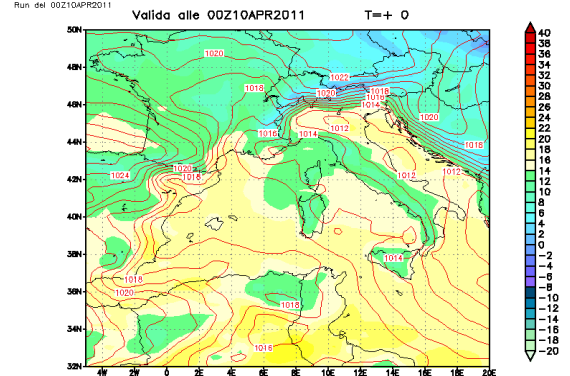 Run del 00Z10APR2011
Valida alle 00Z10APR2011 T=+ 0
50N
48N
46N
44N
42N
40N
38N
36N
34N
32N
1020
1022
1018
1020
1018
1016
1014
1020
1016
1014
1012
1018
1020
1018
1024
1012
1012
1014
1018
1020
1018
1016
4W
2W
0
2E
4E
6E
8E
10E
12E
14E
16E
18E
20E
40
38
36
34
32
30
28
26
24
22
20
18
16
14
12
10
8
6
4
2
0
-2
-4
-6
-8
-10
-12
-14
-16
-18
-20